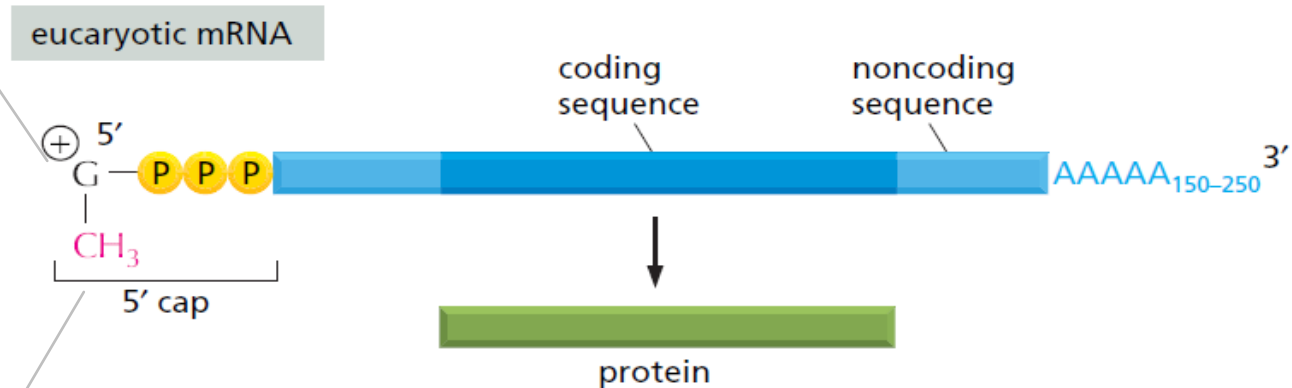 eucaryotic mRNA
coding
sequence
noncoding
sequence
+
5′
G
P P P
AAAAA150–250
3′
CH3
5′ cap
protein